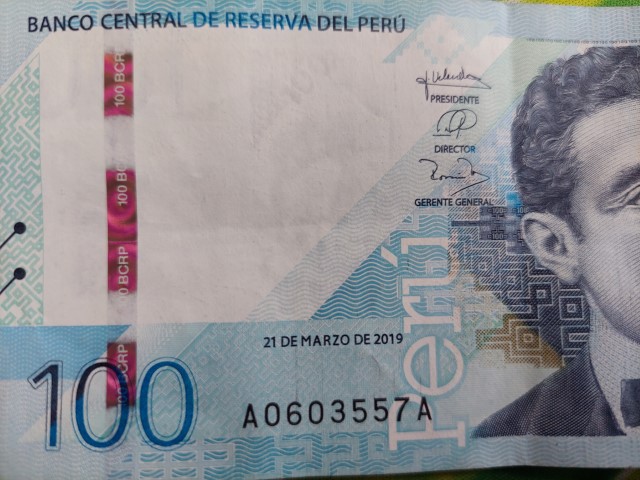 BANCO CENTRAL DE RESERVA DEL PERÚ
100 BCRP
100 BCRP
100 BCRP
100 BCRP
100
PRESIDENTE
DIRECTOR
GERENTE GENERAL
21 DE MARZO DE 2019
A0603557A
Perú